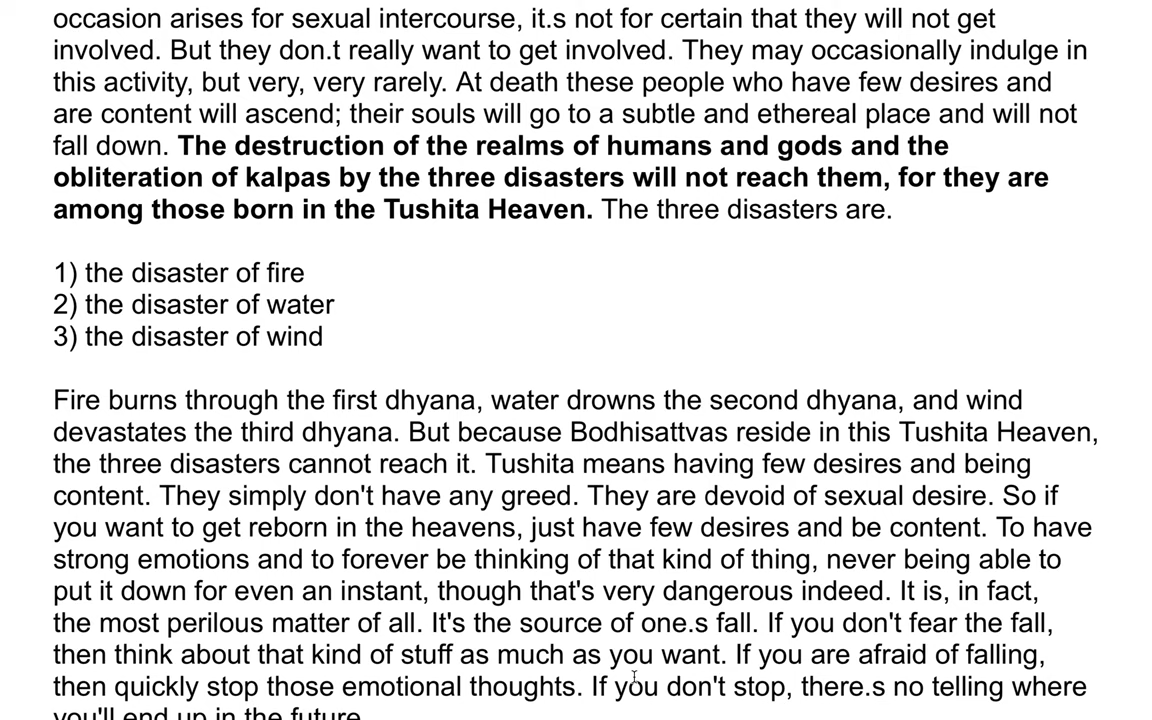 occasion arises for sexual intercourse, it.s not for certain that they will not get
involved. But they don.t really want to get involved. They may occasionally indulge in
this activity, but very, very rarely. At death these people who have few desires and
are content will ascend; their souls will go to a subtle and ethereal place and will not
fall down. The destruction of the realms of humans and gods and the
obliteration of kalpas by the three disasters will not reach them, for they are
among those born in the Tushita Heaven. The three disasters are.
1) the disaster of fire
2) the disaster of water
3) the disaster of wind
Fire burns through the first dhyana, water drowns the second dhyana, and wind
devastates the third dhyana. But because Bodhisattvas reside in this Tushita Heaven,
the three disasters cannot reach it. Tushita means having few desires and being
content. They simply don't have any greed. They are devoid of sexual desire. So if
you want to get reborn in the heavens, just have few desires and be content. To have
strong emotions and to forever be thinking of that kind of thing, never being able to
put it down for even an instant, though that's very dangerous indeed. It is, in fact,
the most perilous matter of all. It's the source of one.s fall. If you don't fear the fall,
then think about that kind of stuff as much as you want. If you are afraid of falling,
then quickly stop those emotional thoughts. If you don't stop, there.s no telling where
you'll end up in the future.